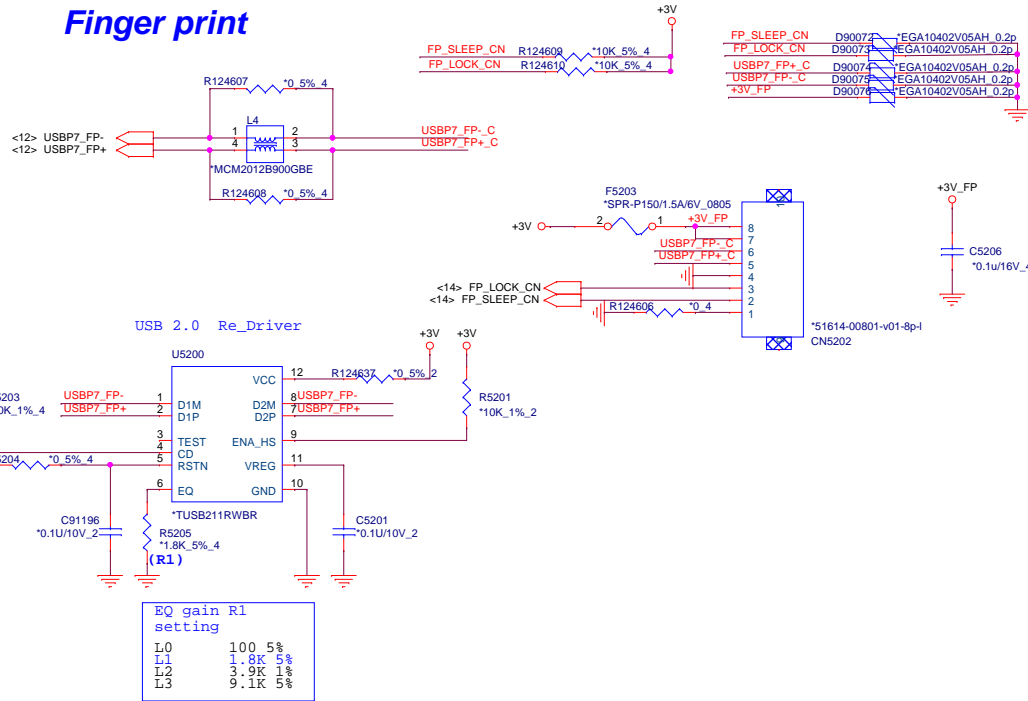 Finger print
+3V
FP_SLEEP_CN R124609 *10K_5%_4
FP_LOCK_CN R124610 *10K_5%_4
FP_SLEEP_CN D90072 *EGA10402V05AH_0.2p
FP_LOCK_CN D90073 *EGA10402V05AH_0.2p
USBP7_FP+_C D90074 *EGA10402V05AH_0.2p
USBP7_FP-_C D90075 *EGA10402V05AH_0.2p
+3V_FP D90076 *EGA10402V05AH_0.2p
R124607 *0_5%_4
L4
<12> USBP7_FP- 1 2 USBP7_FP-_C
<12> USBP7_FP+ 4 3 USBP7_FP+_C
*MCM2012B900GBE
R124608 *0_5%_4
F5203
*SPR-P150/1.5A/6V_0805
+3V 2 1 +3V_FP 8
7
USBP7_FP-_C 6
USBP7_FP+_C 5
4
<14> FP_LOCK_CN 3
<14> FP_SLEEP_CN 2
R124606 *0_4 1
*51614-00801-v01-8p-l
CN5202
+3V_FP
C5206
*0.1u/16V_4
USB 2.0 Re_Driver
U5200
+3V +3V
VCC 12 R124637 *0_5%_2
5203
0K_1%_4
USBP7_FP- 1 D1M D2M 8 USBP7_FP-
USBP7_FP+ 2 D1P D2P 7 USBP7_FP+
R5201
*10K_1%_2
3 TEST ENA_HS 9
4 CD
5204 *0_5%_4 5 RSTN VREG 11
6 EQ GND 10
*TUSB211RWBR
C91196
*0.1U/10V_2
R5205
*1.8K_5%_4
(R1)
C5201
*0.1U/10V_2
EQ gain R1
setting
L0 100 5%
L1 1.8K 5%
L2 3.9K 1%
L3 9.1K 5%